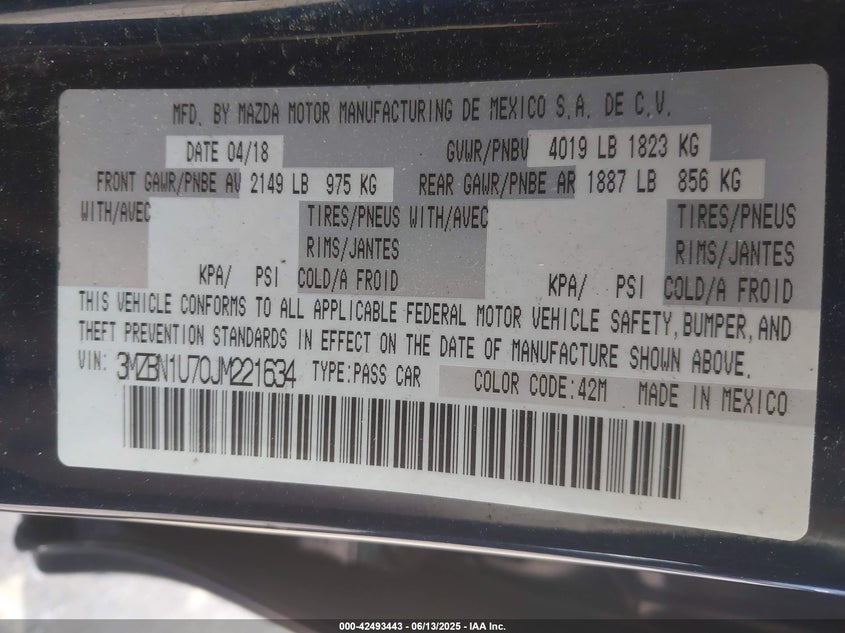 MFD. BY MAZDA MOTOR MANUFACTURING DE MEXICO S.A. DE C.V.
DATE 04/18 GVWR/PNBV 4019 LB 1823 KG
FRONT GAWR/PNBE AV 2149 LB 975 KG REAR GAWR/PNBE AR 1887 LB 856 KG
WITH/AVEC TIRES/PNEUS WITH/AVEC TIRES/PNEUS
RIMS/JANTES RIMS/JANTES
KPA/ PSI COLD/A FROID KPA/ PSI COLD/A FROID
THIS VEHICLE CONFORMS TO ALL APPLICABLE FEDERAL MOTOR VEHICLE SAFETY, BUMPER, AND
THEFT PREVENTION STANDARDS IN EFFECT ON THE DATE OF MANUFACTURE SHOWN ABOVE.
VIN: 3MZBN1U70JM221634 TYPE:PASS CAR COLOR CODE:42M MADE IN MEXICO
000-42493443 - 06/13/2025 - IAA Inc.